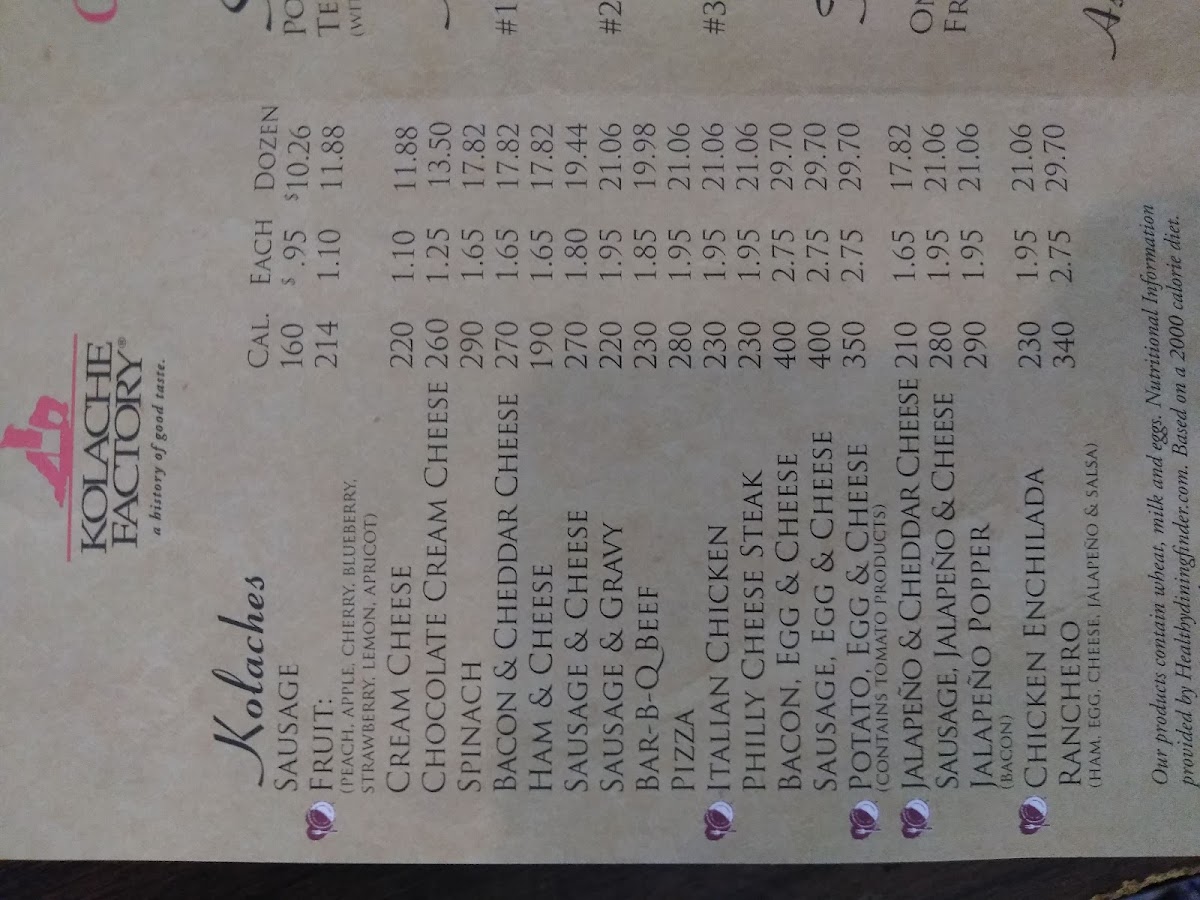 KOLACHE
FACTORY®
a history of good taste.
Kolaches
CAL. EACH DOZEN
SAUSAGE 160 $ .95 $10.26
FRUIT: 214 1.10 11.88
(PEACH, APPLE, CHERRY, BLUEBERRY,
STRAWBERRY, LEMON, APRICOT)
CREAM CHEESE 220 1.10 11.88
CHOCOLATE CREAM CHEESE 260 1.25 13.50
SPINACH 290 1.65 17.82
BACON & CHEDDAR CHEESE 270 1.65 17.82
HAM & CHEESE 190 1.65 17.82
SAUSAGE & CHEESE 270 1.80 19.44
SAUSAGE & GRAVY 220 1.95 21.06
BAR-B-Q BEEF 230 1.85 19.98
PIZZA 280 1.95 21.06
ITALIAN CHICKEN 230 1.95 21.06
PHILLY CHEESE STEAK 230 1.95 21.06
BACON, EGG & CHEESE 400 2.75 29.70
SAUSAGE, EGG & CHEESE 400 2.75 29.70
POTATO, EGG & CHEESE 350 2.75 29.70
(CONTAINS TOMATO PRODUCTS)
JALAPEÑO & CHEDDAR CHEESE 210 1.65 17.82
SAUSAGE, JALAPEÑO & CHEESE 280 1.95 21.06
JALAPEÑO POPPER 290 1.95 21.06
(BACON)
CHICKEN ENCHILADA 230 1.95 21.06
RANCHERO 340 2.75 29.70
(HAM, EGG, CHEESE, JALAPEÑO & SALSA)
Our products contain wheat, milk and eggs. Nutritional Information
provided by Healthydiningfinder.com. Based on a 2000 calorie diet.
#1
#2
#3